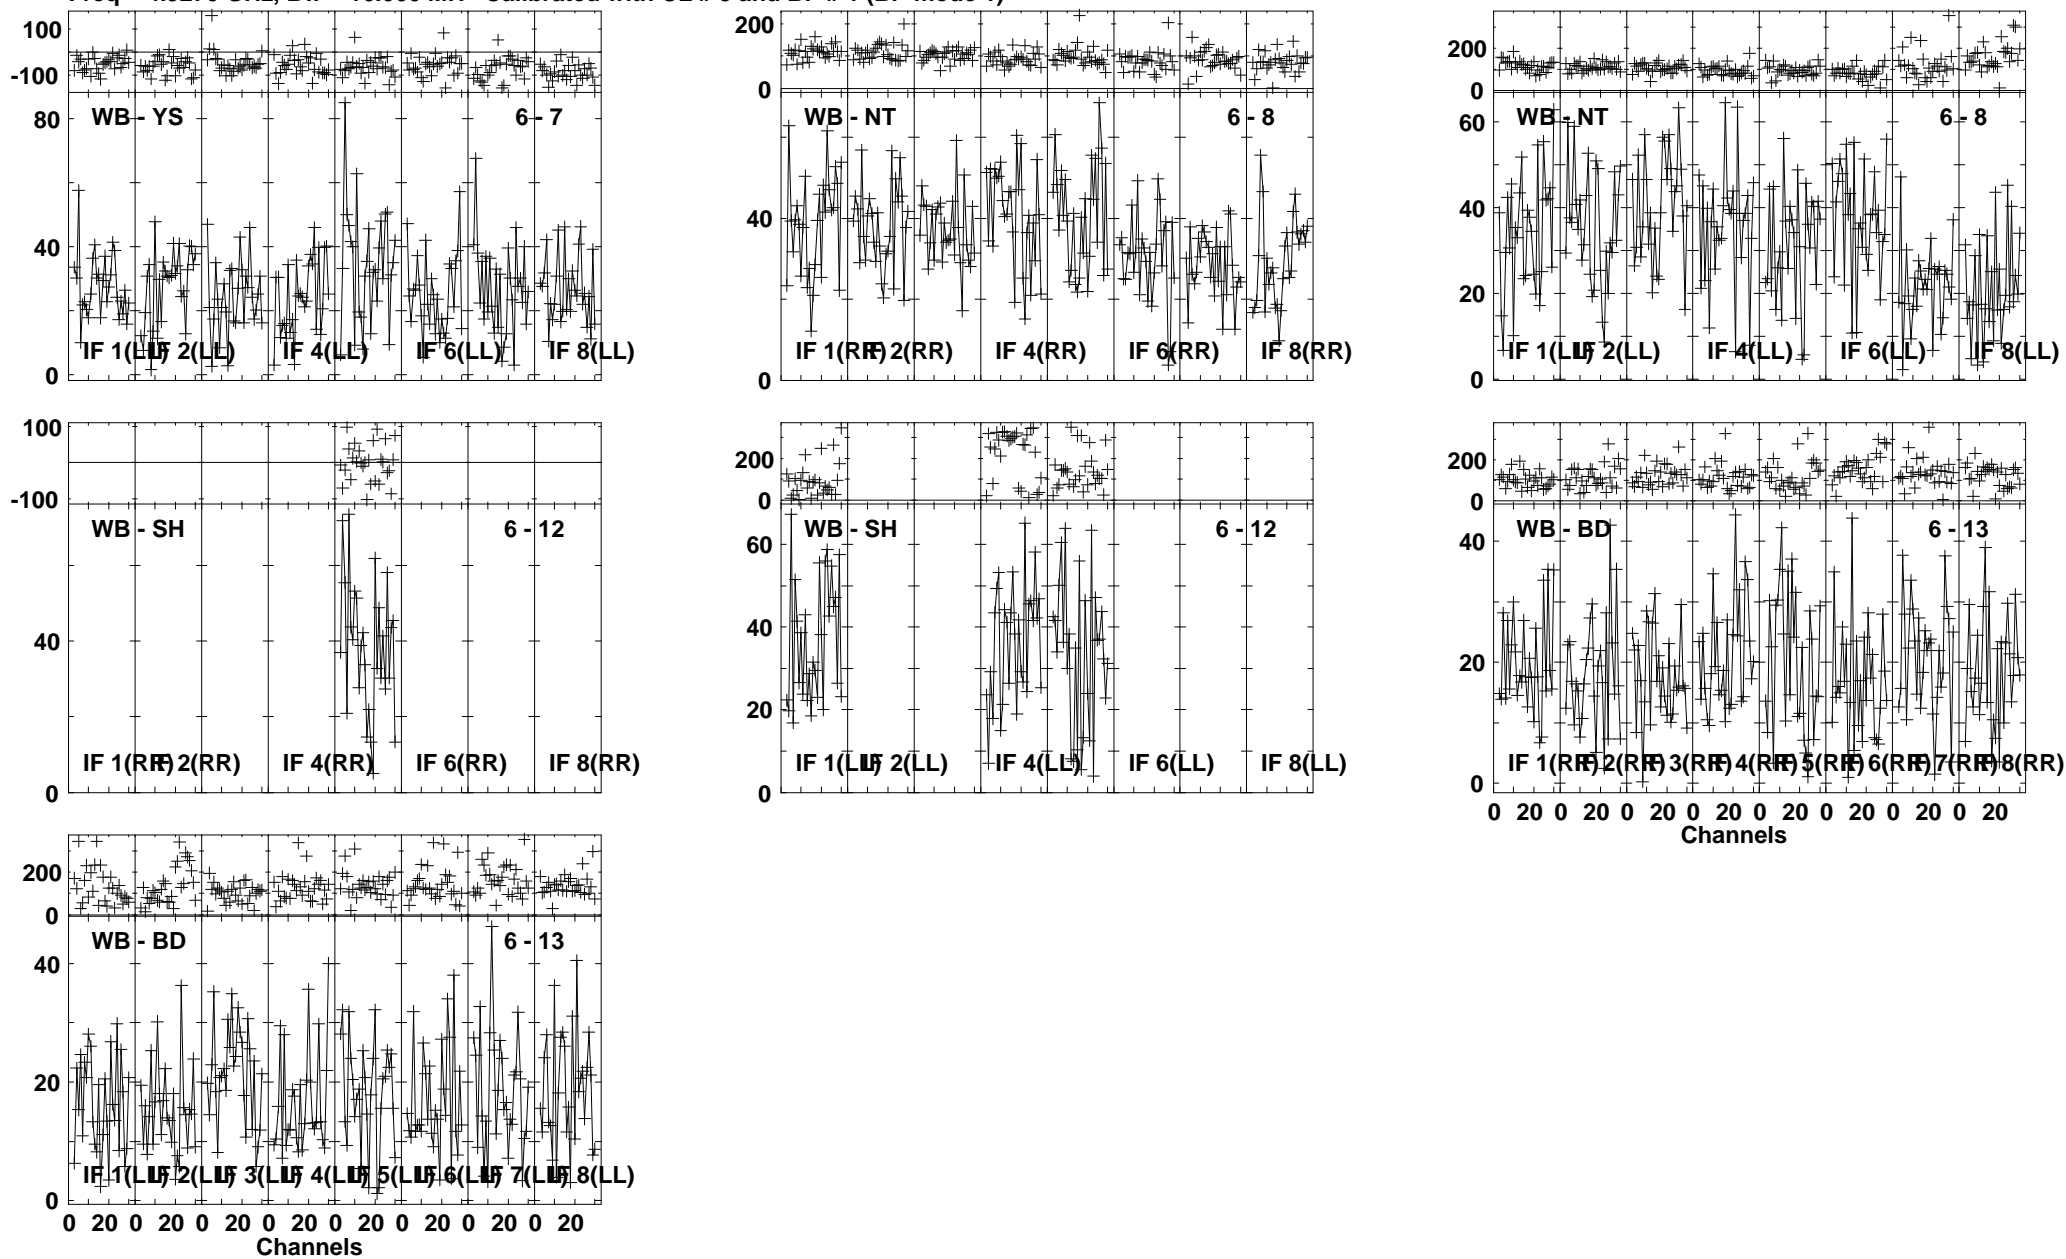 100
-100
80
40
0
WB - YS
6 - 7
IF 1(LL)
IF 2(LL)
IF 4(LL)
IF 6(LL)
IF 8(LL)
200
100
0
40
0
WB - NT
6 - 8
IF 1(RR)
IF 2(RR)
IF 4(RR)
IF 6(RR)
IF 8(RR)
200
0
60
40
20
0
WB - NT
6 - 8
IF 1(LL)
IF 2(LL)
IF 4(LL)
IF 6(LL)
IF 8(LL)
100
-100
40
0
WB - SH
6 - 12
IF 1(RR)
IF 2(RR)
IF 4(RR)
IF 6(RR)
IF 8(RR)
200
0
60
40
20
0
WB - SH
6 - 12
IF 1(LL)
IF 2(LL)
IF 4(LL)
IF 6(LL)
IF 8(LL)
200
0
40
20
0
WB - BD
6 - 13
IF 1(RR)
IF 2(RR)
IF 3(RR)
IF 4(RR)
IF 5(RR)
IF 6(RR)
IF 7(RR)
IF 8(RR)
0 20 0 20 0 20 0 20 0 20 0 20 0 20 0 20
Channels
200
0
40
20
0
WB - BD
6 - 13
IF 1(LL)
IF 2(LL)
IF 3(LL)
IF 4(LL)
IF 5(LL)
IF 6(LL)
IF 7(LL)
IF 8(LL)
0 20 0 20 0 20 0 20 0 20 0 20 0 20 0 20
Channels